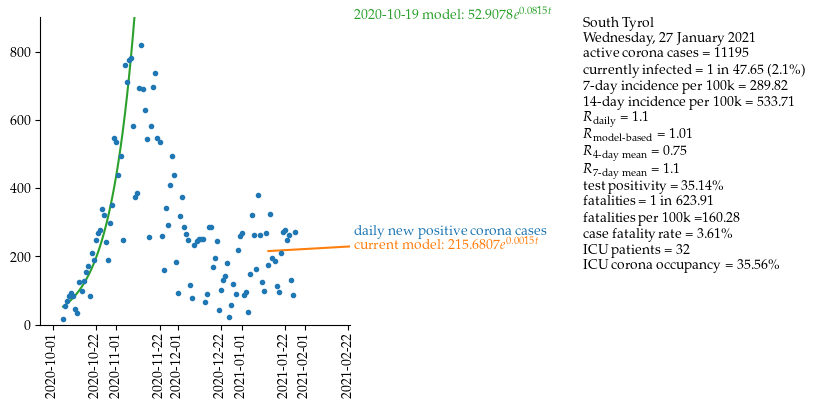 2020-10-19 model: 52.9078e^0.0815t
South Tyrol
Wednesday, 27 January 2021
active corona cases = 11195
currently infected = 1 in 47.65 (2.1%)
7-day incidence per 100k = 289.82
14-day incidence per 100k = 533.71
R_daily = 1.1
R_model-based = 1.01
R_4-day mean = 0.75
R_7-day mean = 1.1
test positivity = 35.14%
fatalities = 1 in 623.91
fatalities per 100k =160.28
case fatality rate = 3.61%
ICU patients = 32
ICU corona occupancy = 35.56%
daily new positive corona cases
current model: 215.6807e^0.0015t
800
600
400
200
0
2020-10-01
2020-10-22
2020-11-01
2020-11-22
2020-12-01
2020-12-22
2021-01-01
2021-01-22
2021-02-01
2021-02-22